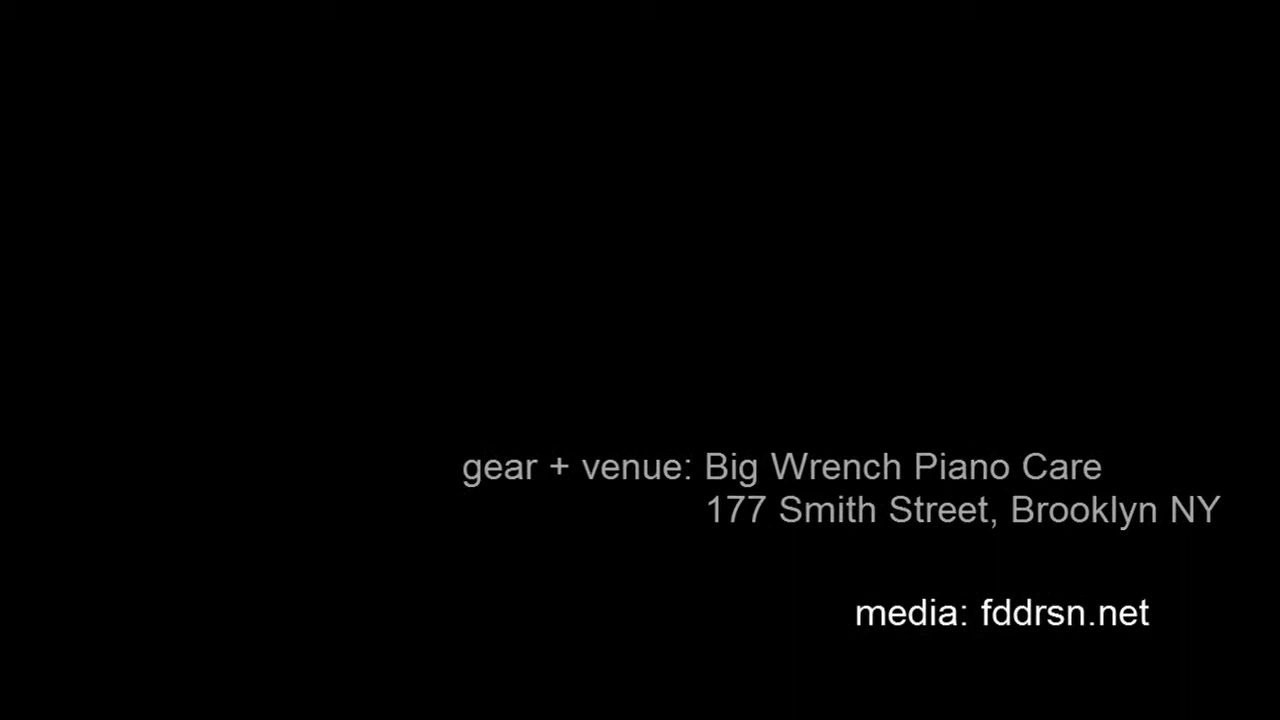 gear + venue: Big Wrench Piano Care
177 Smith Street, Brooklyn NY
media: fddrsn.net